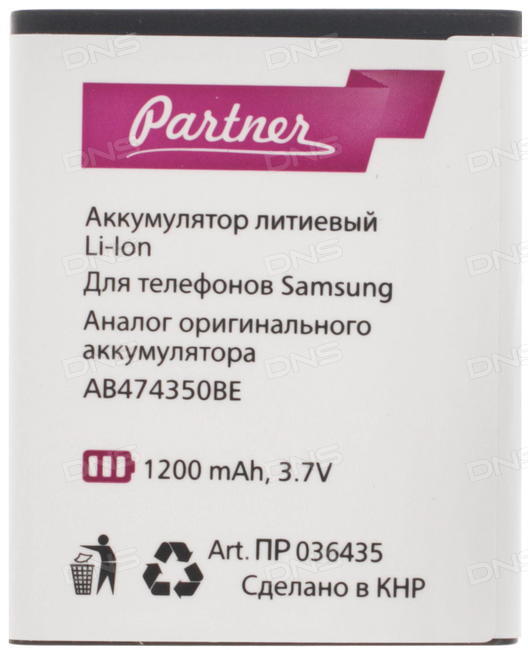 Partner
Аккумулятор литиевый
Li-Ion
Для телефонов Samsung
Аналог оригинального
аккумулятора
AB474350BE
1200 mAh, 3.7V
Art. ПР 036435
Сделано в КНР
DNS